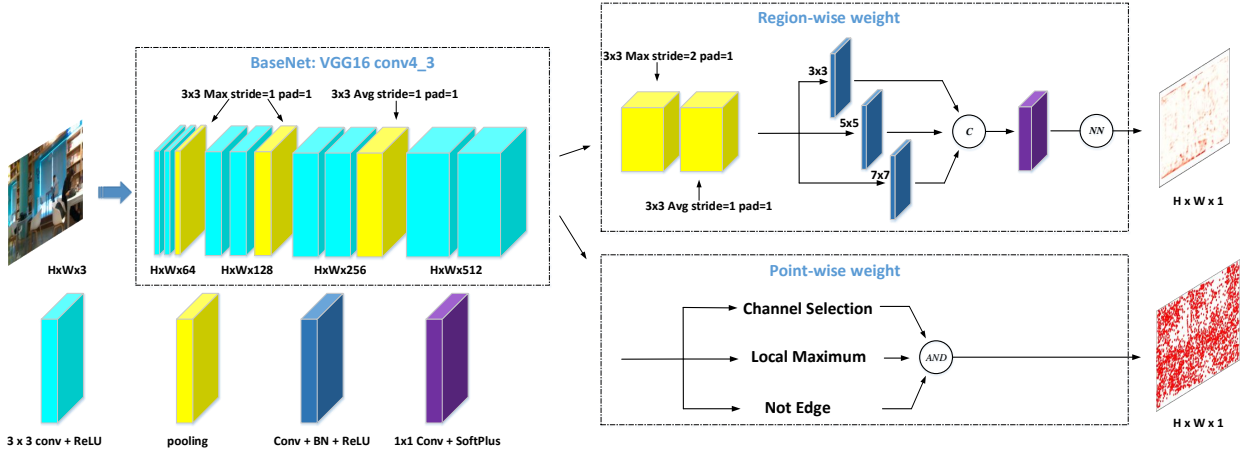 BaseNet: VGG16 conv4_3
3x3 Max stride=1 pad=1
3x3 Avg stride=1 pad=1
HxWx3
HxWx64
HxWx128
HxWx256
HxWx512
Region-wise weight
3x3 Max stride=2 pad=1
3x3 Avg stride=1 pad=1
3x3
5x5
7x7
C
NN
H x W x 1
Point-wise weight
Channel Selection
Local Maximum
Not Edge
AND
H x W x 1
3 x 3 conv + ReLU
pooling
Conv + BN + ReLU
1x1 Conv + SoftPlus